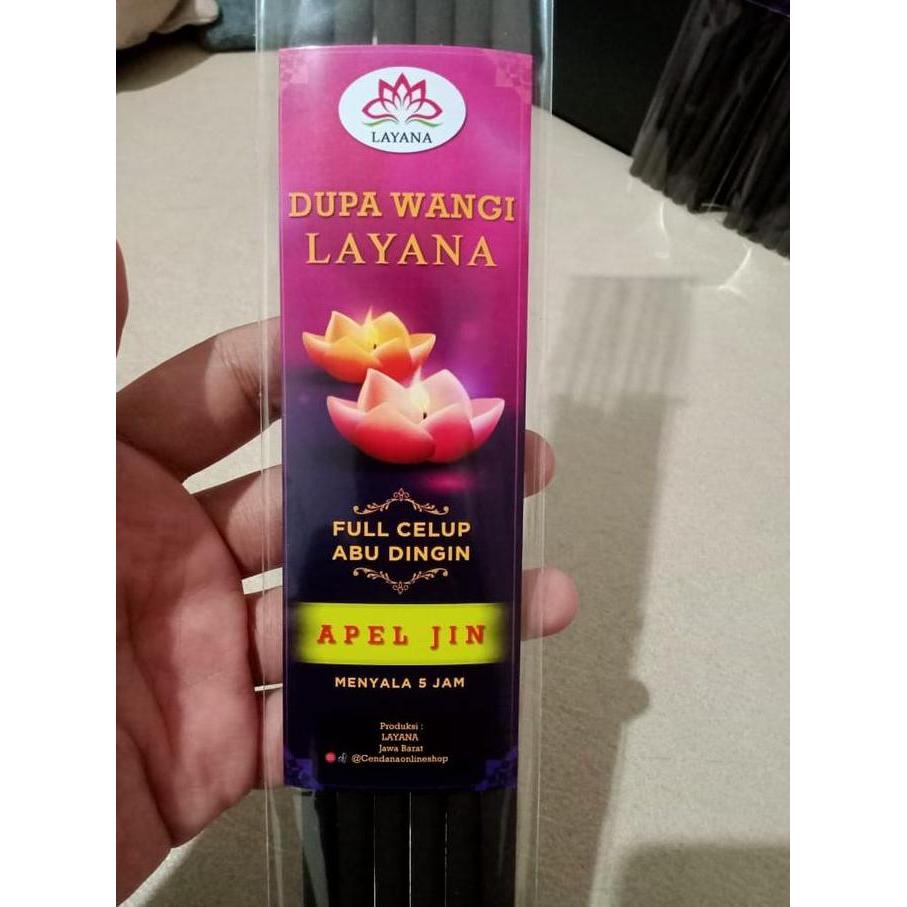 LAYANA
DUPA WANGI
LAYANA
FULL CELUP
ABU DINGIN
APEL JIN
MENYALA 5 JAM
Produksi :
LAYANA
Jawa Barat
@Cendanaonlineshop